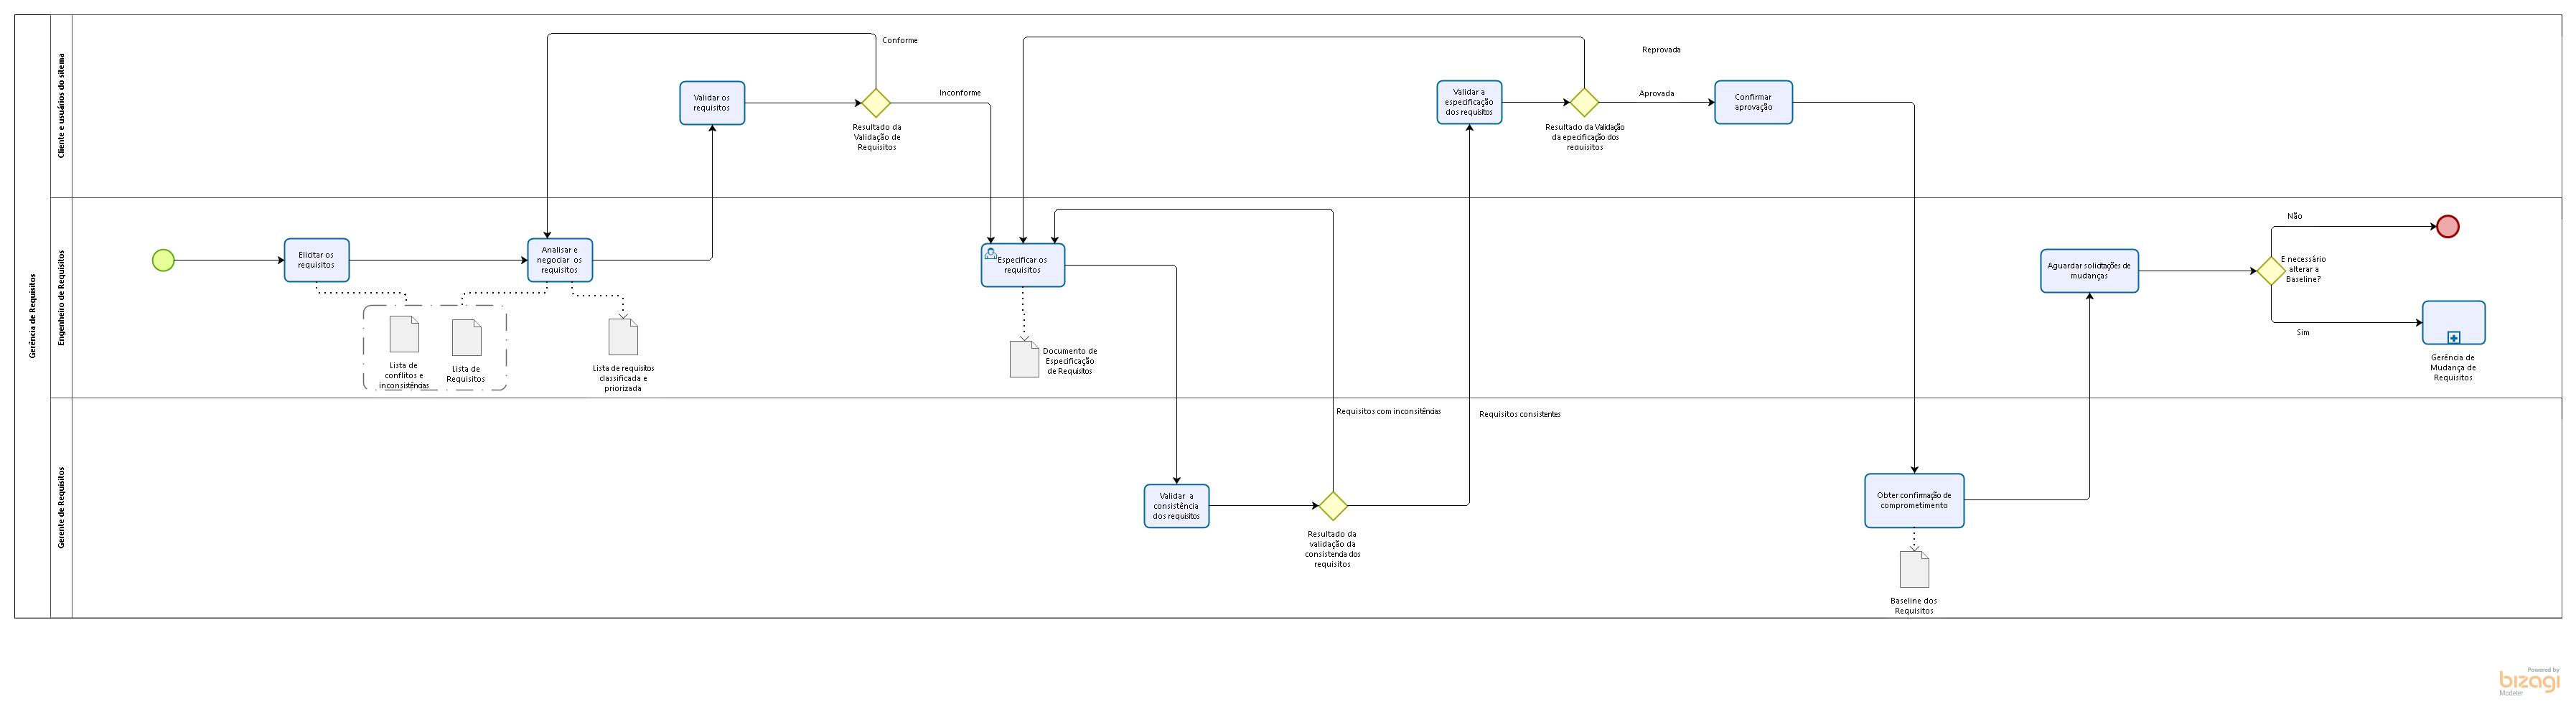 Gerência de Requisitos
Cliente e usuários do sitema
Conforme
Validar os
requisitos
Inconforme
Resultado da
Validação de
Requisitos
Reprovada
Validar a
especificação
dos requisitos
Aprovada
Resultado da Validação
da epecificação dos
requisitos
Confirmar
aprovação
Engenheiro de Requisitos
Elicitar os
requisitos
Analisar e
negociar os
requisitos
Lista de
conflitos e
inconsistências
Lista de
Requisitos
Lista de requisitos
classificada e
priorizada
Especificar os
requisitos
Documento de
Especificação
de Requisitos
Aguardar solicitações de
mudanças
Não
E necessário
alterar a
Baseline?
Sim
Gerência de
Mudança de
Requisitos
Gerente de Requisitos
Requisitos com inconsitências
Requisitos consistentes
Validar a
consistência
dos requisitos
Resultado da
validação da
consistencia dos
requisitos
Obter confirmação de
comprometimento
Baseline dos
Requisitos
Powered by
bizagi
Modeler